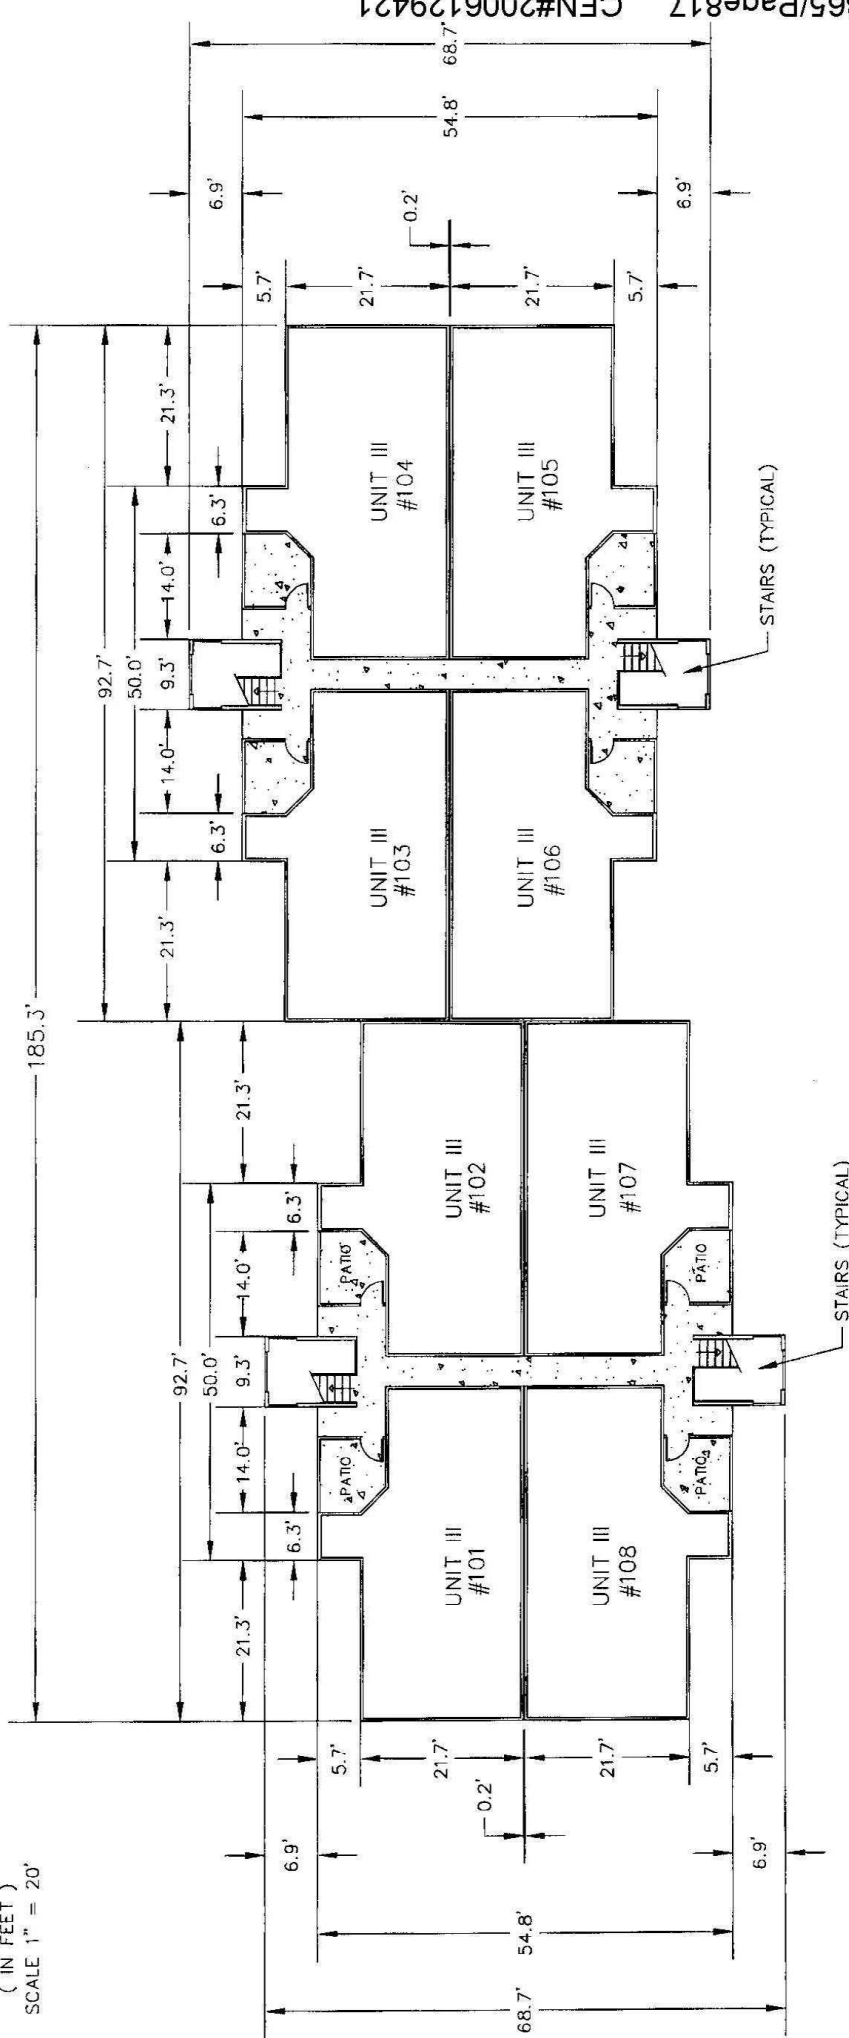 ( IN FEET )
SCALE 1" = 20'
185.3'
92.7'
50.0'
21.3'
6.3'
14.0'
9.3'
14.0'
6.3'
21.3'
92.7'
50.0'
21.3'
6.3'
14.0'
9.3'
14.0'
6.3'
21.3'
68.7'
54.8'
6.9'
5.7'
21.7'
0.2'
21.7'
5.7'
6.9'
UNIT III
#101
UNIT III
#102
UNIT III
#103
UNIT III
#104
UNIT III
#108
UNIT III
#107
UNIT III
#106
UNIT III
#105
PATIO
PATIO
PATIO
PATIO
STAIRS (TYPICAL)
STAIRS (TYPICAL)
6.9'
5.7'
21.7'
0.2'
21.7'
5.7'
6.9'
54.8'
68.7'
365/Page817 CFN#2006129421